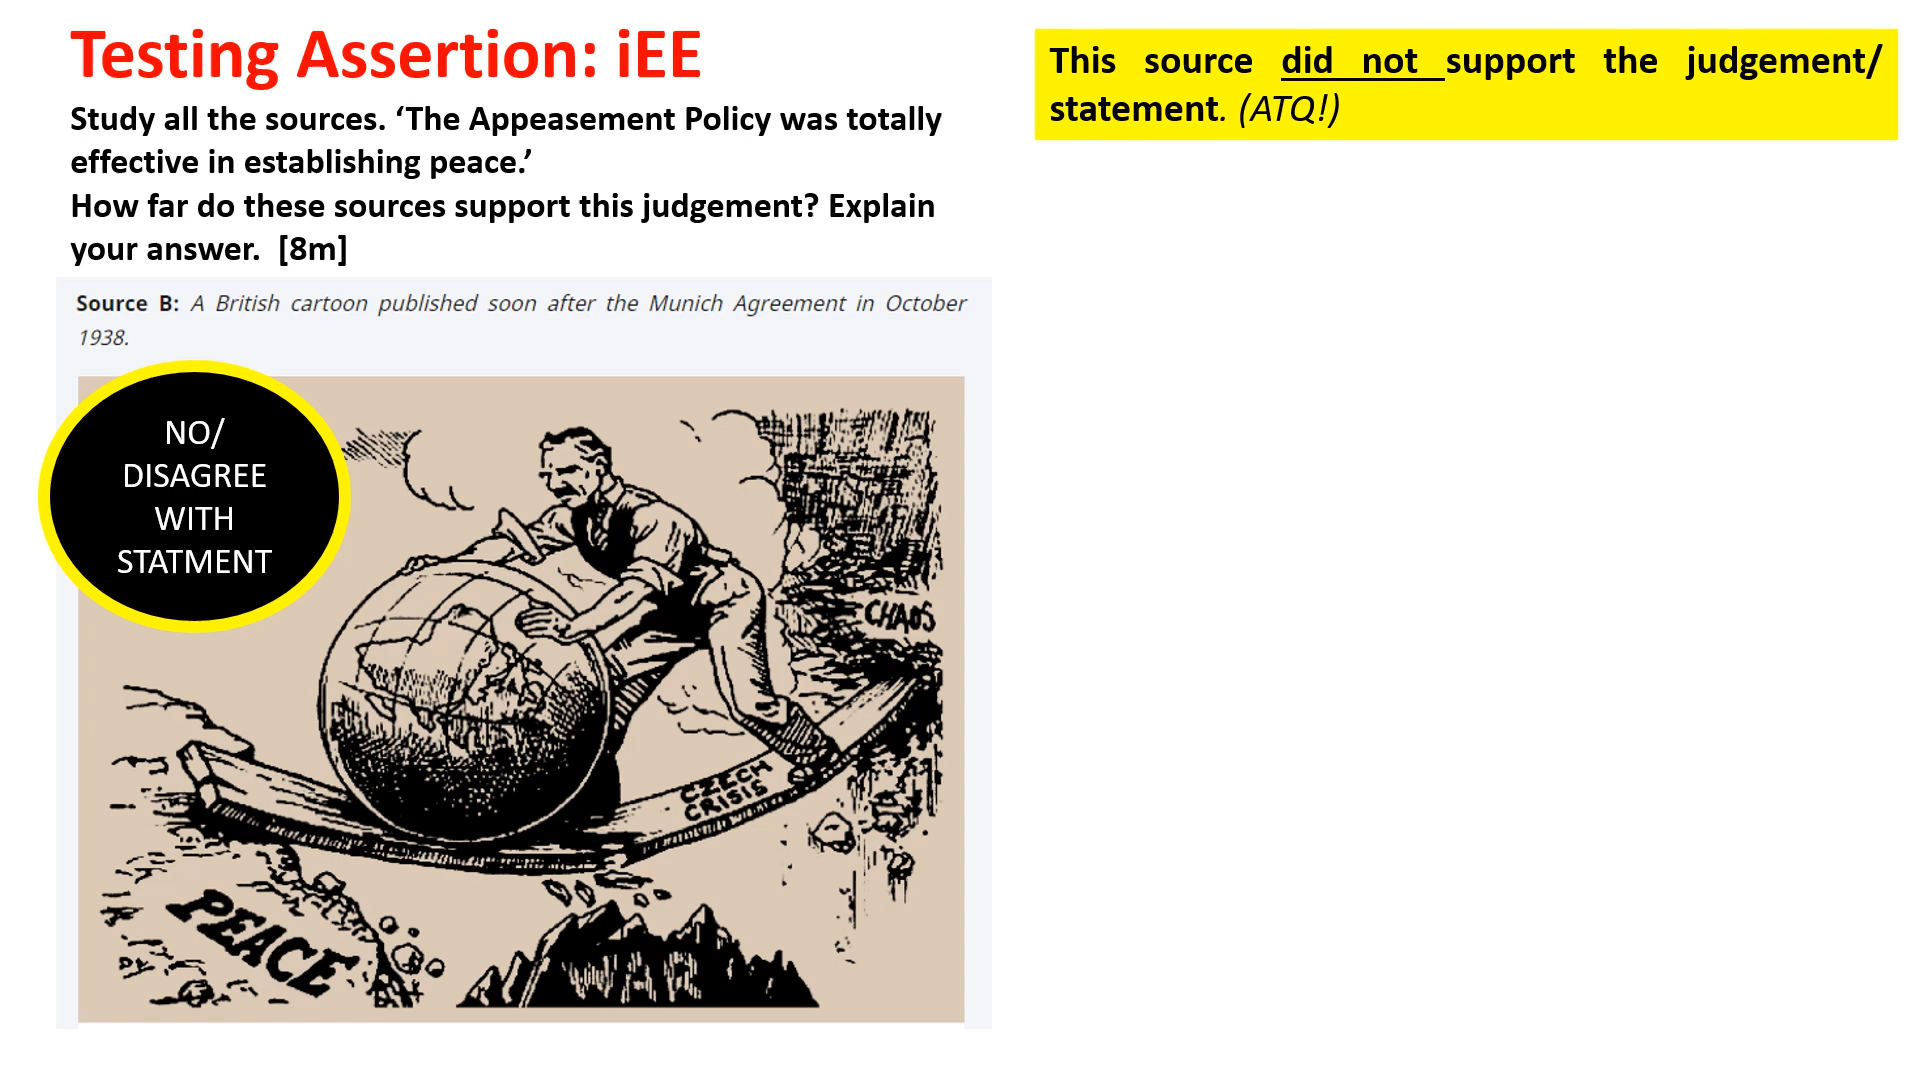 Testing Assertion: iEE
Study all the sources. ‘The Appeasement Policy was totally
effective in establishing peace.’
How far do these sources support this judgement? Explain
your answer.  [8m]
This source did not support the judgement/
statement. (ATQ!)
Source B: A British cartoon published soon after the Munich Agreement in October
1938.
NO/
DISAGREE
WITH
STATMENT
CHAOS
CZECH
CRISIS
PEACE
WAR